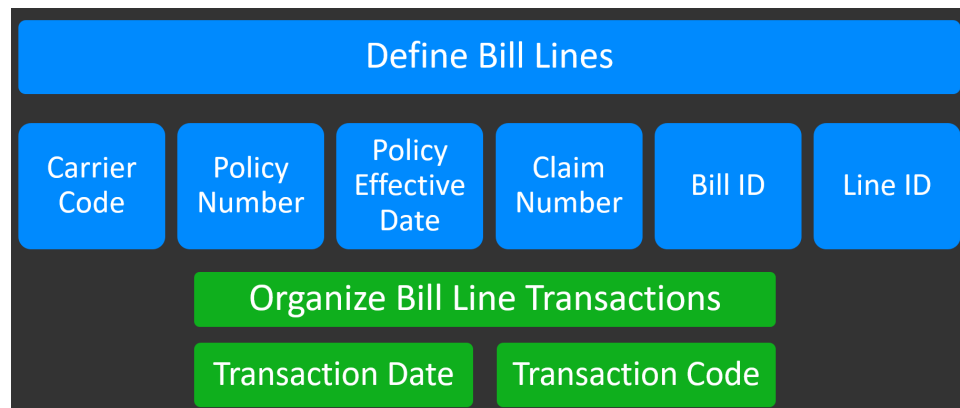 Define Bill Lines
Carrier
Code
Policy
Number
Policy
Effective
Date
Claim
Number
Bill ID
Line ID
Organize Bill Line Transactions
Transaction Date
Transaction Code